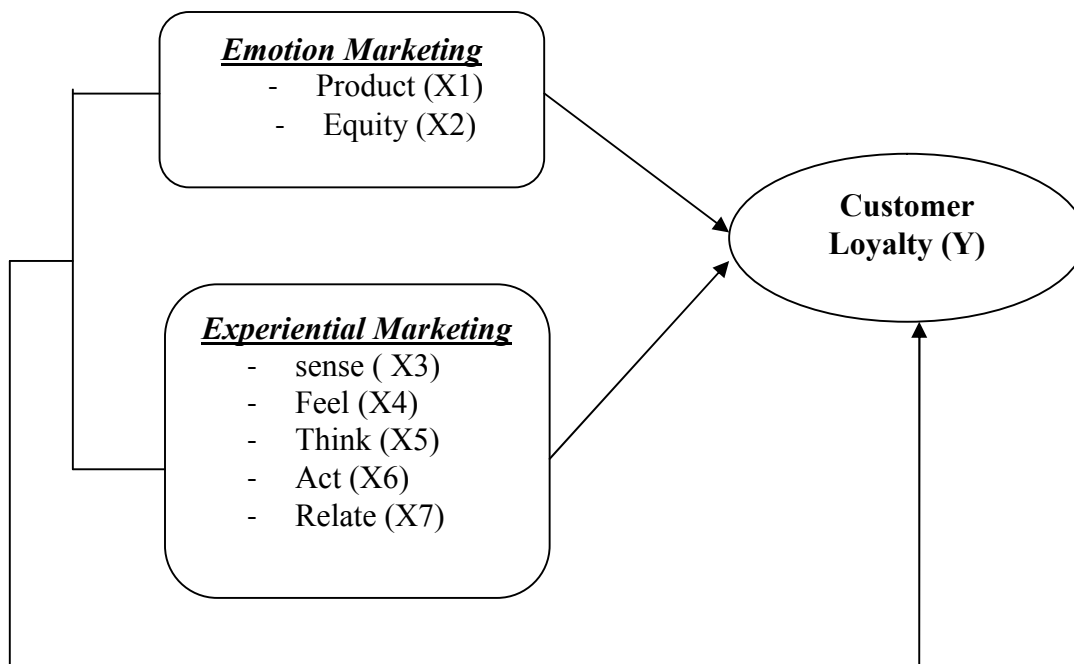 Emotion Marketing
- Product (X1)
- Equity (X2)
Customer
Loyalty (Y)
Experiential Marketing
- sense ( X3)
- Feel (X4)
- Think (X5)
- Act (X6)
- Relate (X7)